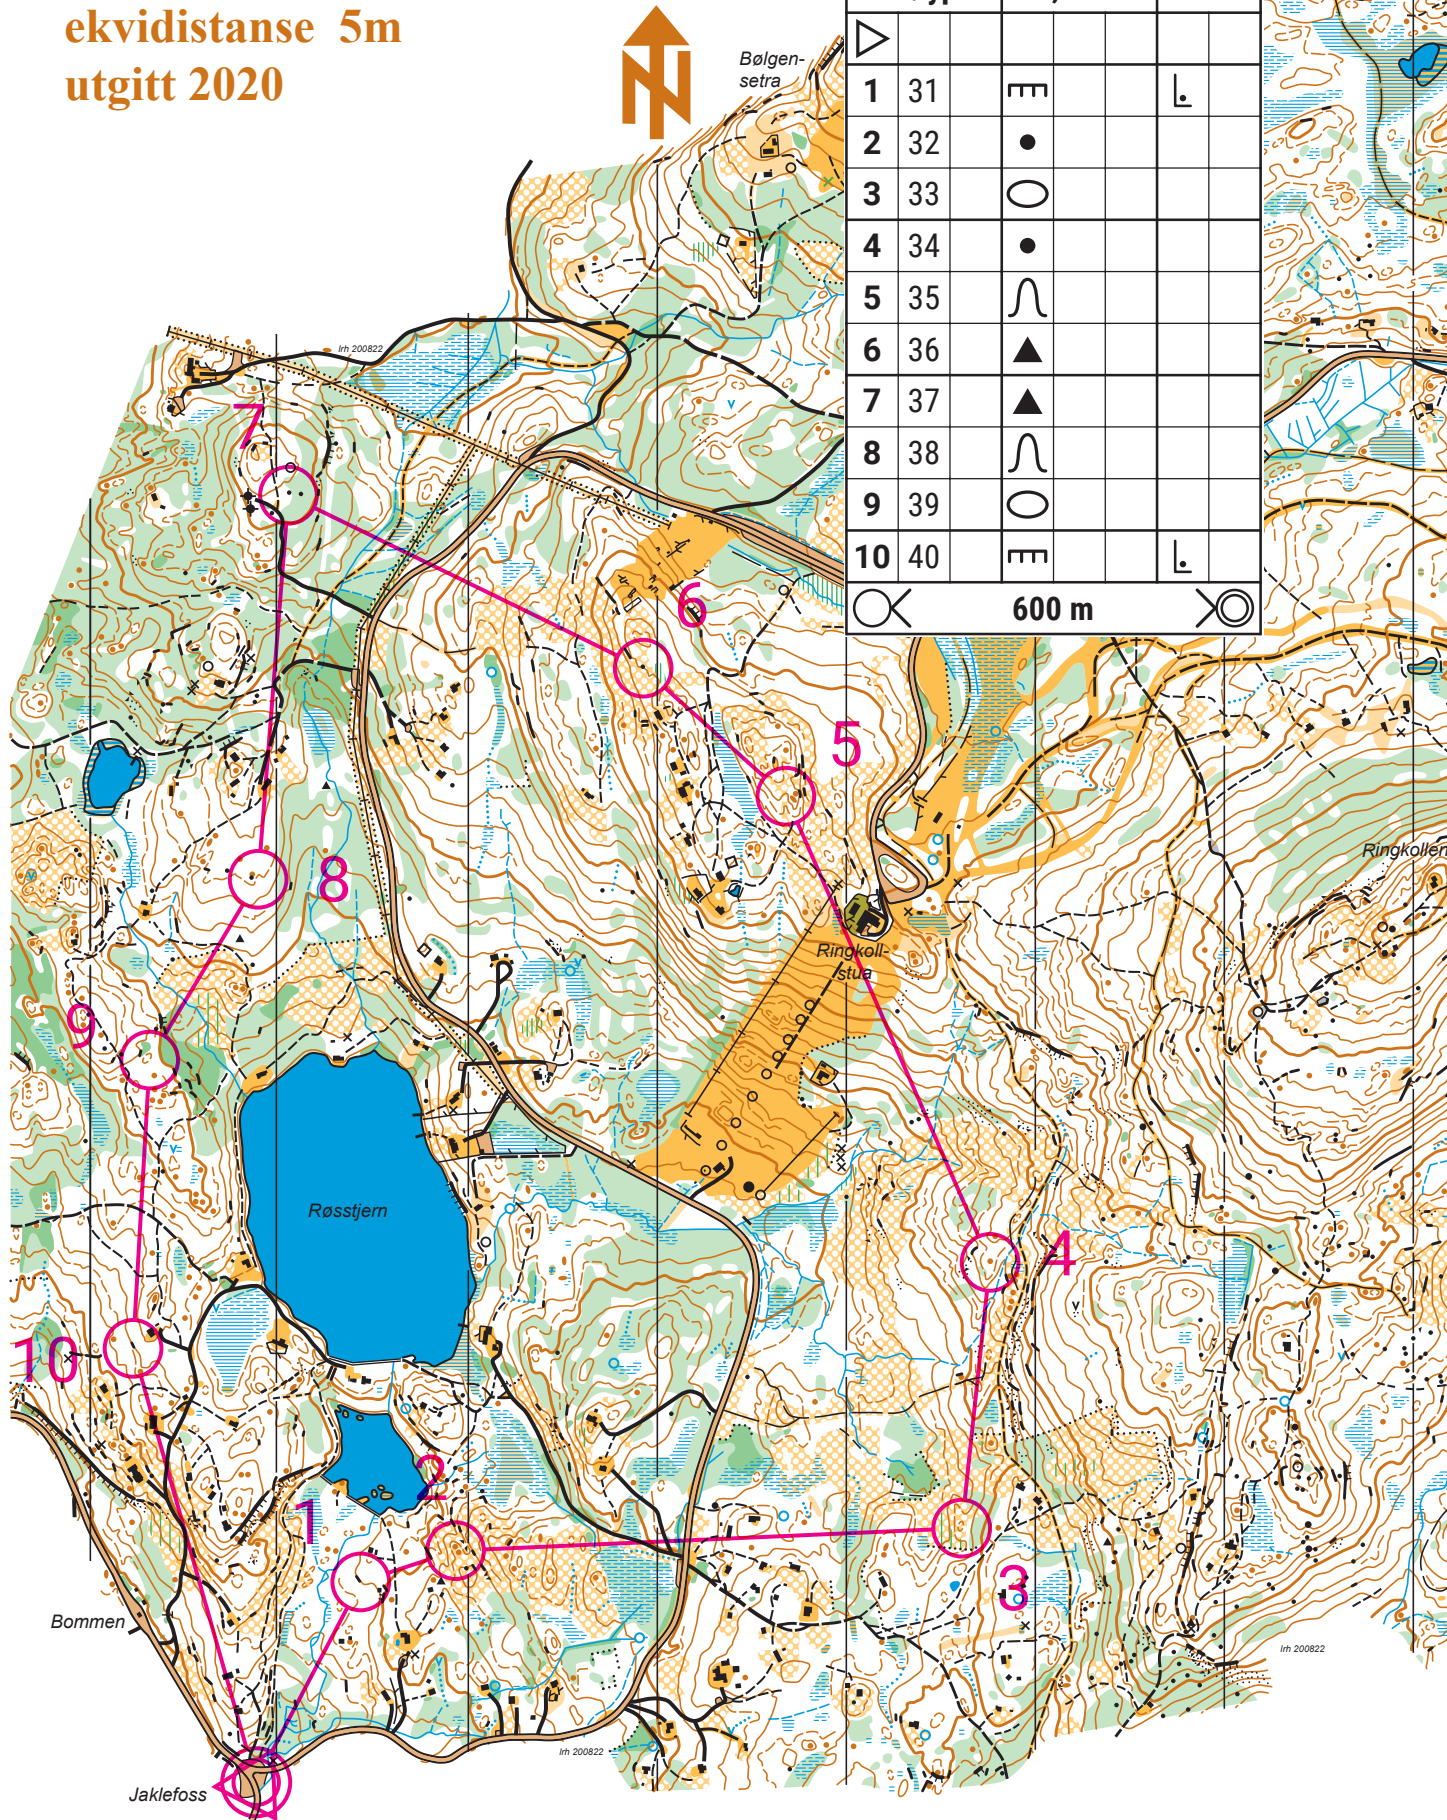 ekvidistanse 5m
utgitt 2020
N
Bølgen-
setra
1 31
2 32
3 33
4 34
5 35
6 36
7 37
8 38
9 39
10 40
600 m
lrh 200822
7
6
5
Ringkollen
8
Ringkoll-
stua
9
Røsstjern
4
10
2
1
3
Bommen
lrh 200822
lrh 200822
Jaklefoss